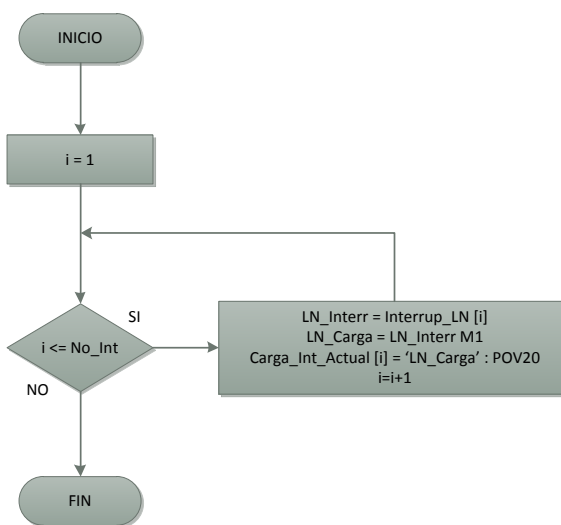 INICIO
i = 1
SI
i <= No_Int
NO
LN_Interr = Interrup_LN [i]
LN_Carga = LN_Interr M1
Carga_Int_Actual [i] = ‘LN_Carga’ : POV20
i=i+1
FIN